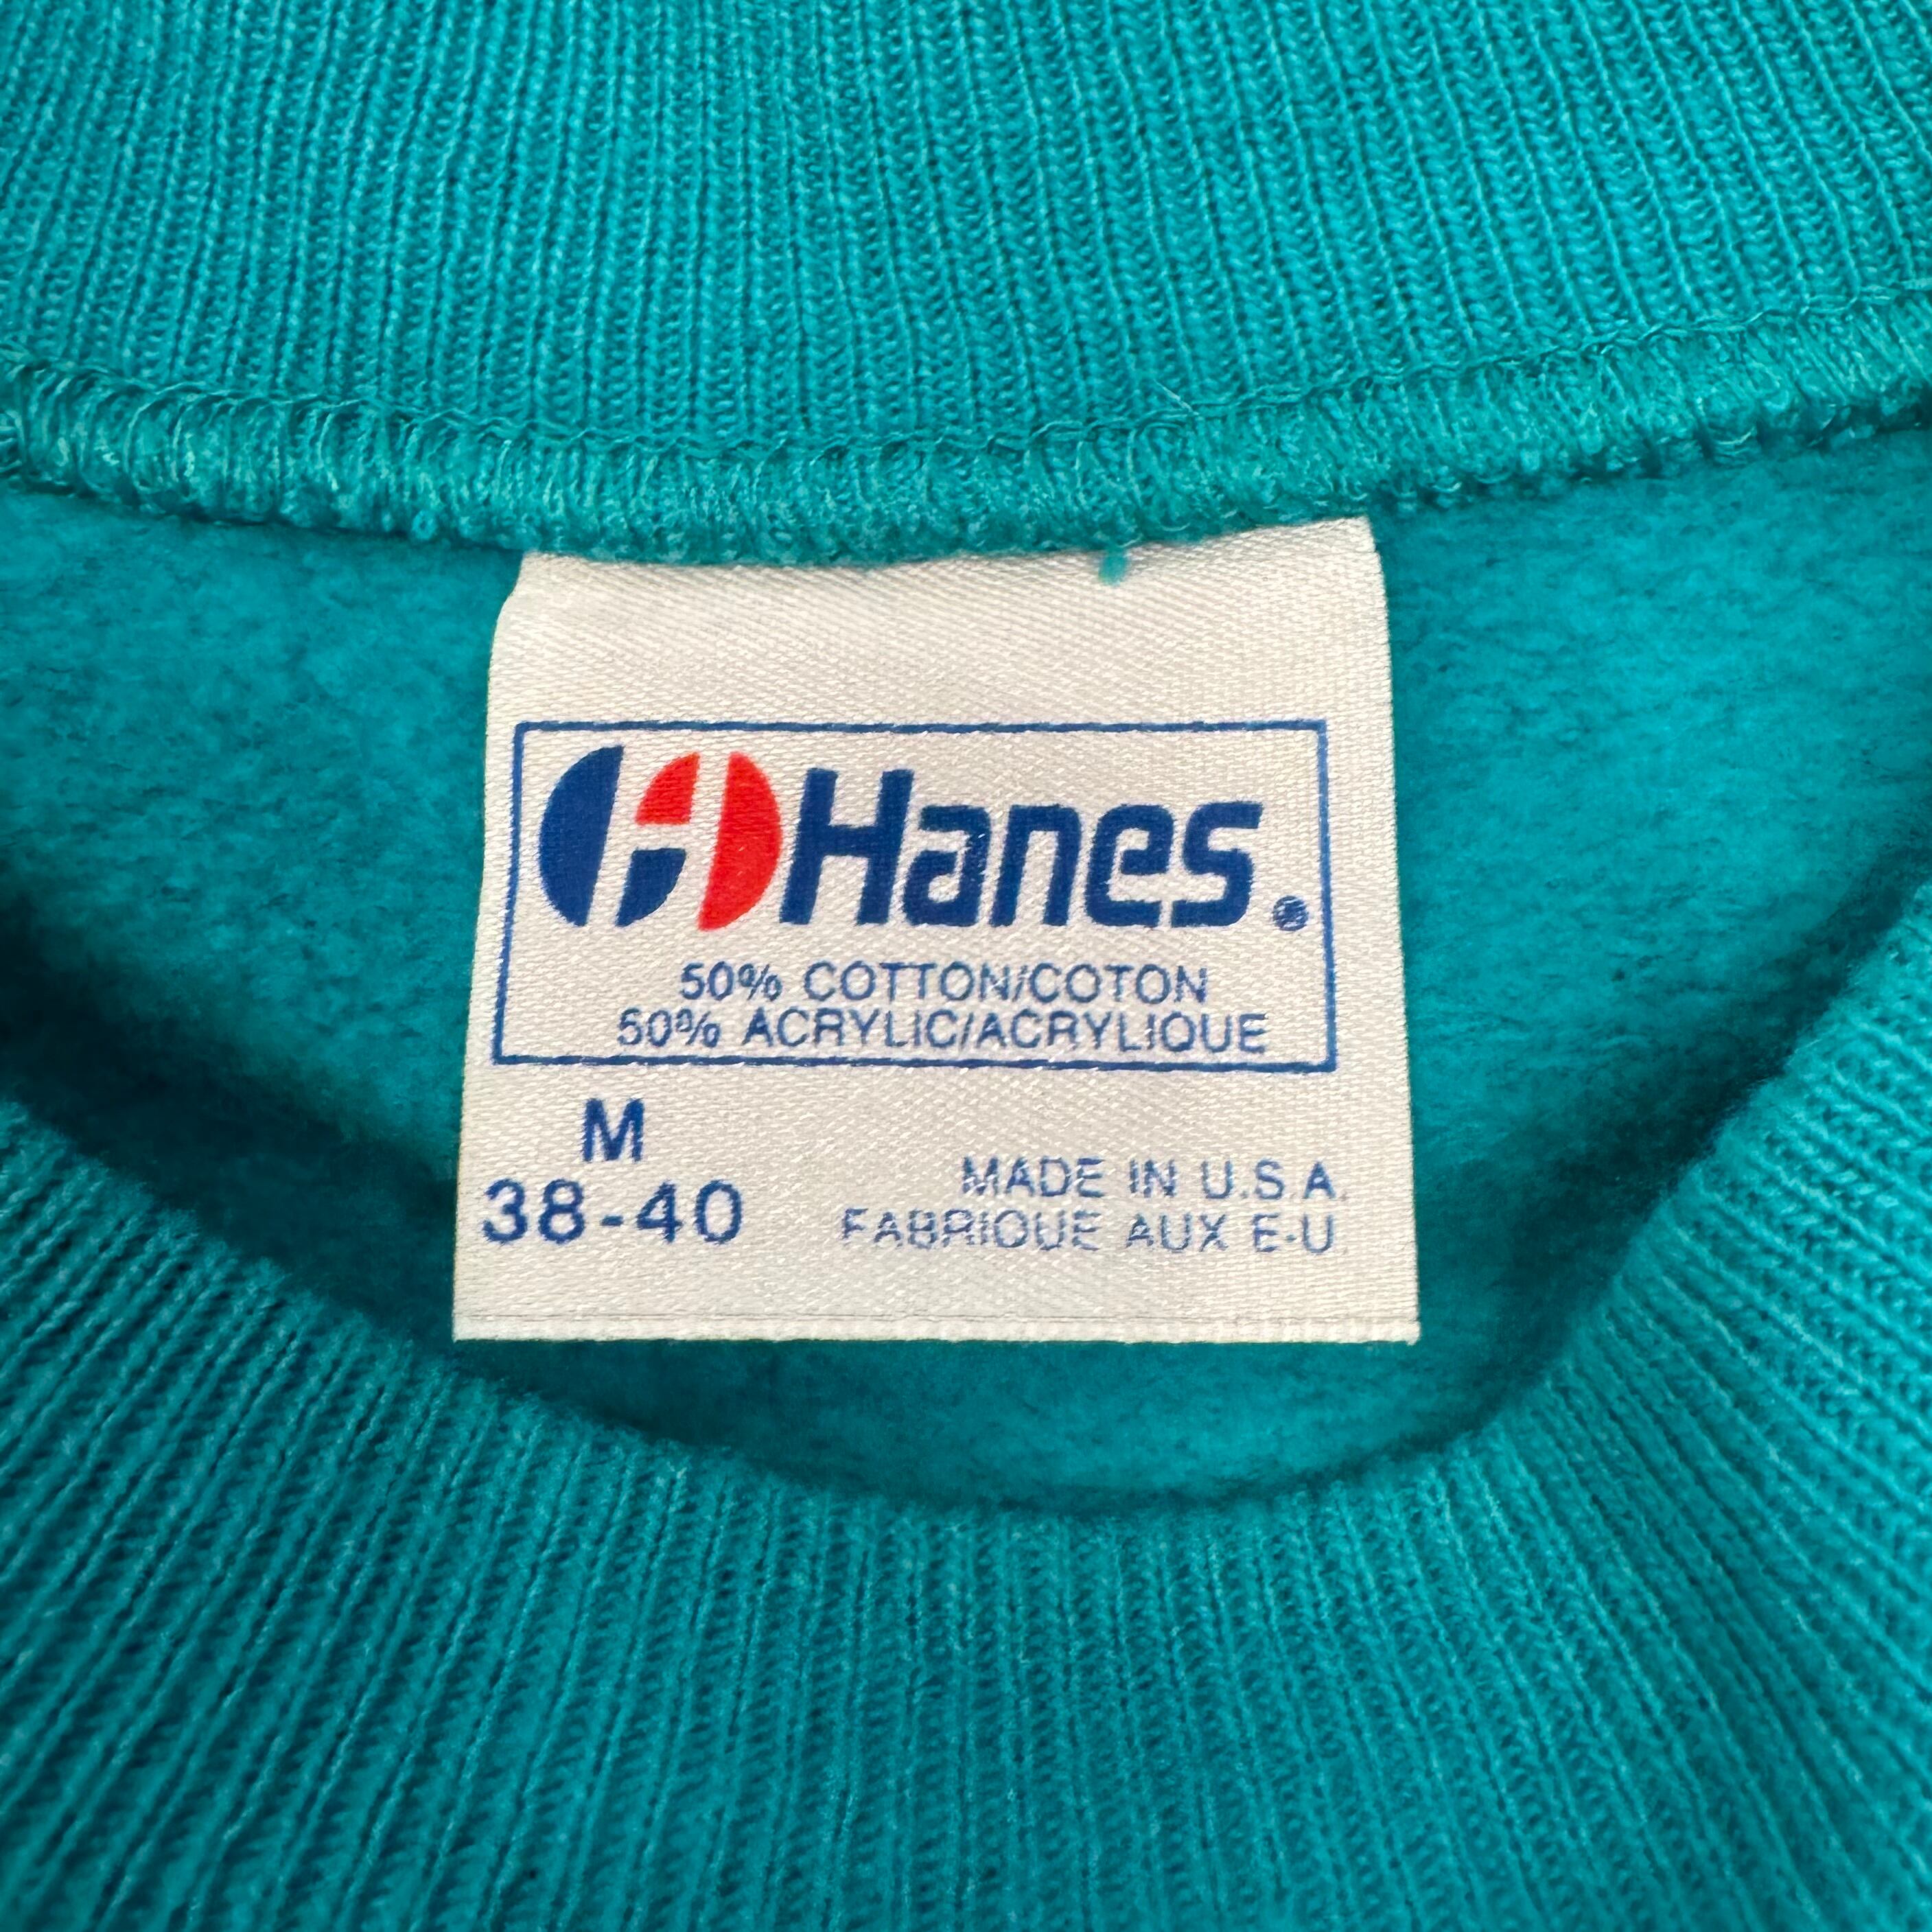 Hanes®
50% COTTON/COTON
50% ACRYLIC/ACRYLIQUE
M
38-40
MADE IN U.S.A.
FABRIQUE AUX E-U